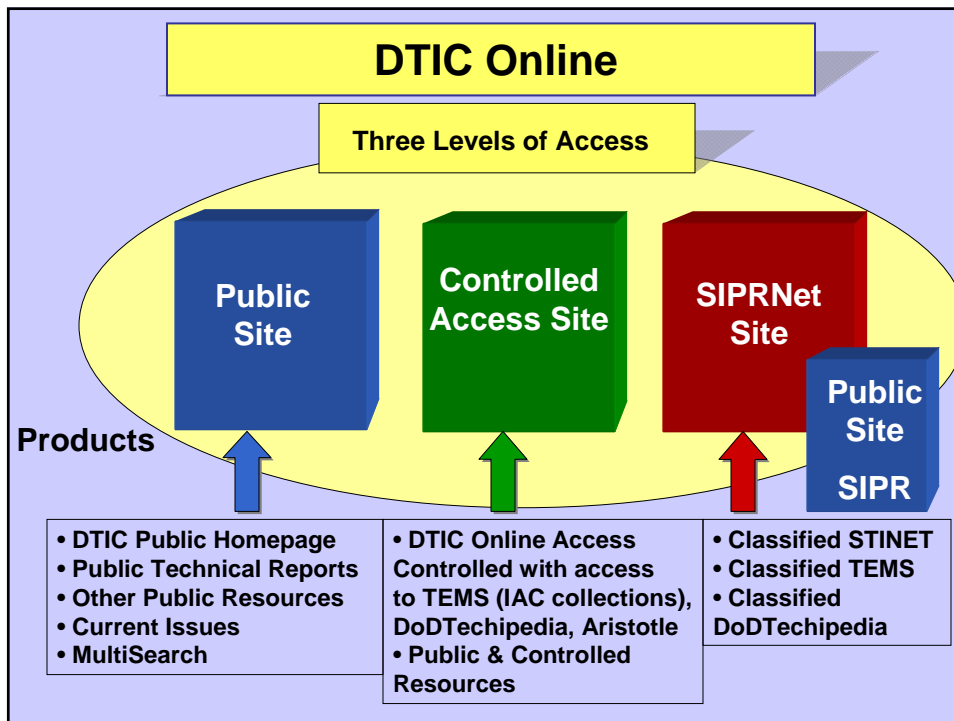 DTIC Online
Three Levels of Access
Public
Site
Controlled
Access Site
SIPRNet
Site
Public
Site
SIPR
Products
• DTIC Public Homepage
• Public Technical Reports
• Other Public Resources
• Current Issues
• MultiSearch
• DTIC Online Access
Controlled with access
to TEMS (IAC collections),
DoDTechipedia, Aristotle
• Public & Controlled
Resources
• Classified STINET
• Classified TEMS
• Classified
DoDTechipedia